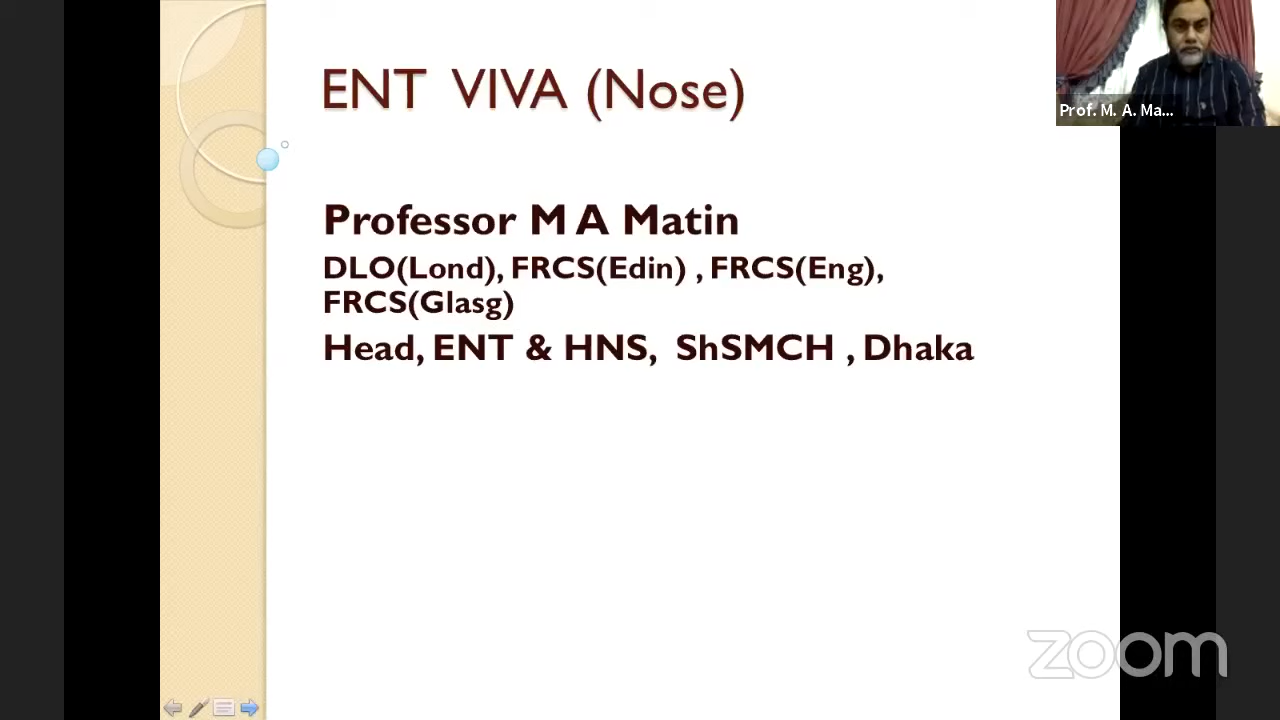 ENT VIVA (Nose)
Prof. M. A. Ma...
Professor M A Matin
DLO(Lond), FRCS(Edin) , FRCS(Eng),
FRCS(Glasg)
Head, ENT & HNS, ShSMCH , Dhaka
zoom